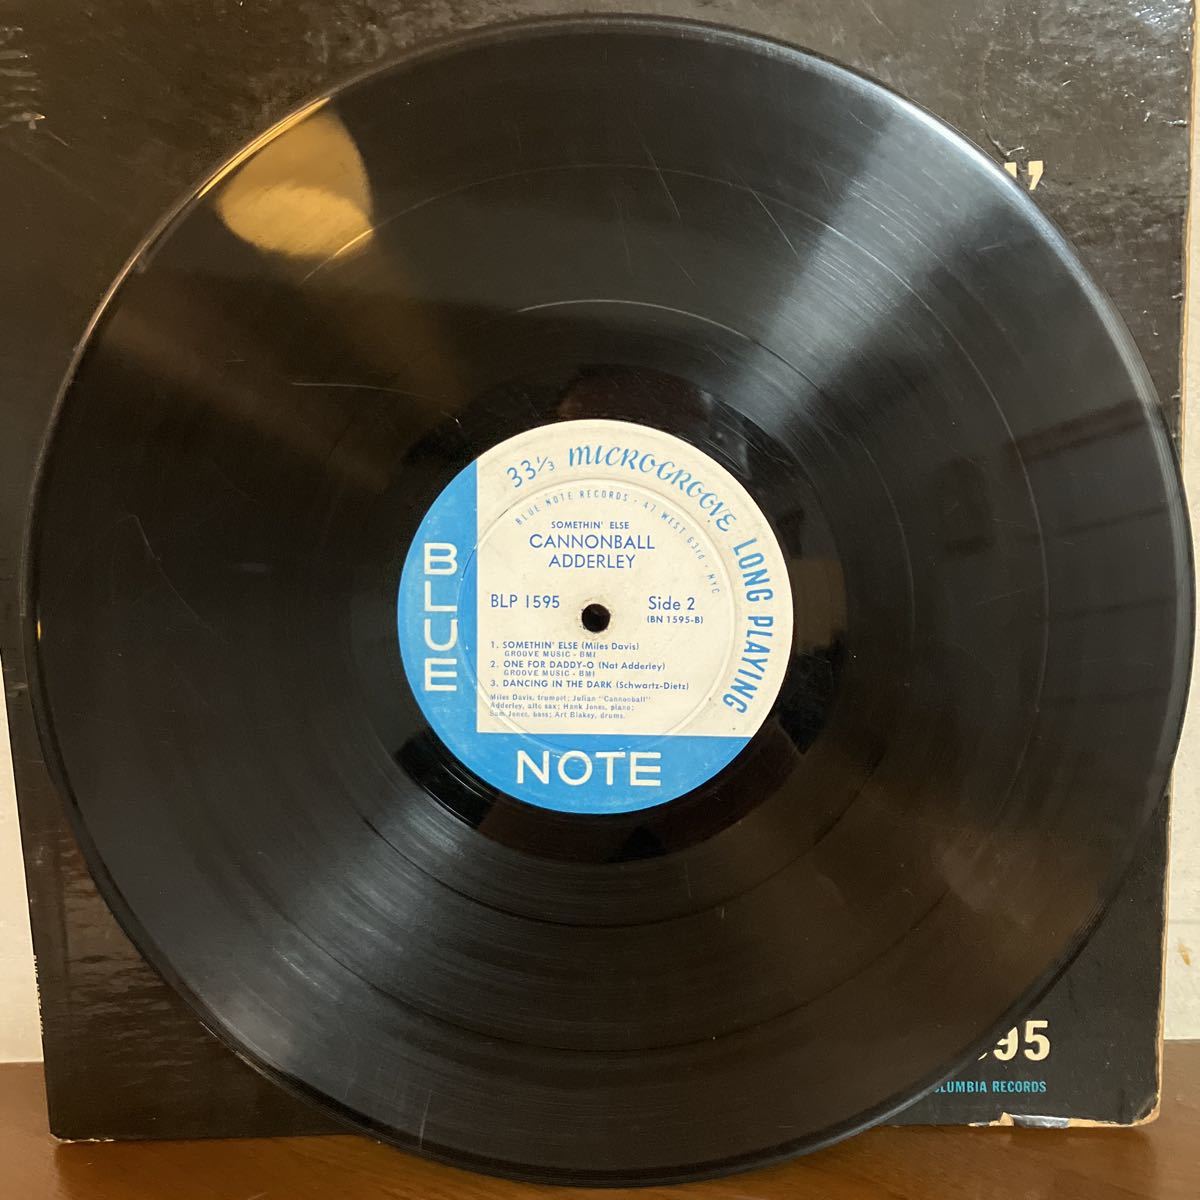 33⅓ MICROGROOVE LONG PLAYING
BLUE NOTE RECORDS · 47 WEST 63rd · NYC
SOMETHIN' ELSE
CANNONBALL
ADDERLEY
BLP 1595
Side 2
(BN 1595-B)
1. SOMETHIN' ELSE (Miles Davis)
GROOVE MUSIC - BMI
2. ONE FOR DADDY-O (Nat Adderley)
GROOVE MUSIC - BMI
3. DANCING IN THE DARK (Schwartz-Dietz)
Miles Davis, trumpet; Julian "Cannonball"
Adderley, alto sax; Hank Jones, piano;
Sam Jones, bass; Art Blakey, drums.
BLUE
NOTE
95
COLUMBIA RECORDS